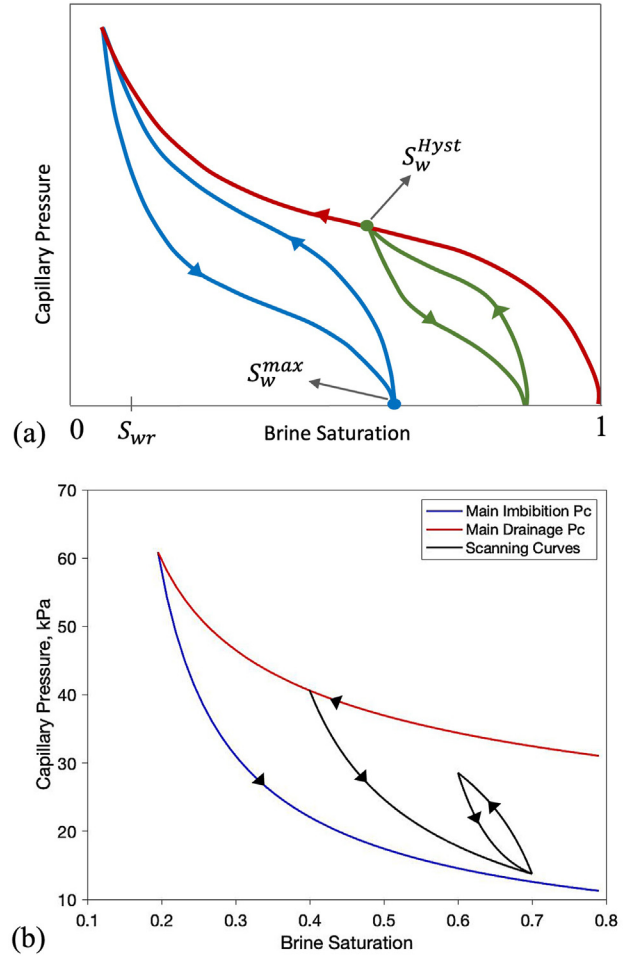 Capillary Pressure
S_w^{Hyst}
S_w^{max}
(a)
0
S_{wr}
Brine Saturation
1
70
60
50
40
30
20
10
Capillary Pressure, kPa
Main Imbibition Pc
Main Drainage Pc
Scanning Curves
0.1
0.2
0.3
0.4
0.5
0.6
0.7
0.8
(b)
Brine Saturation